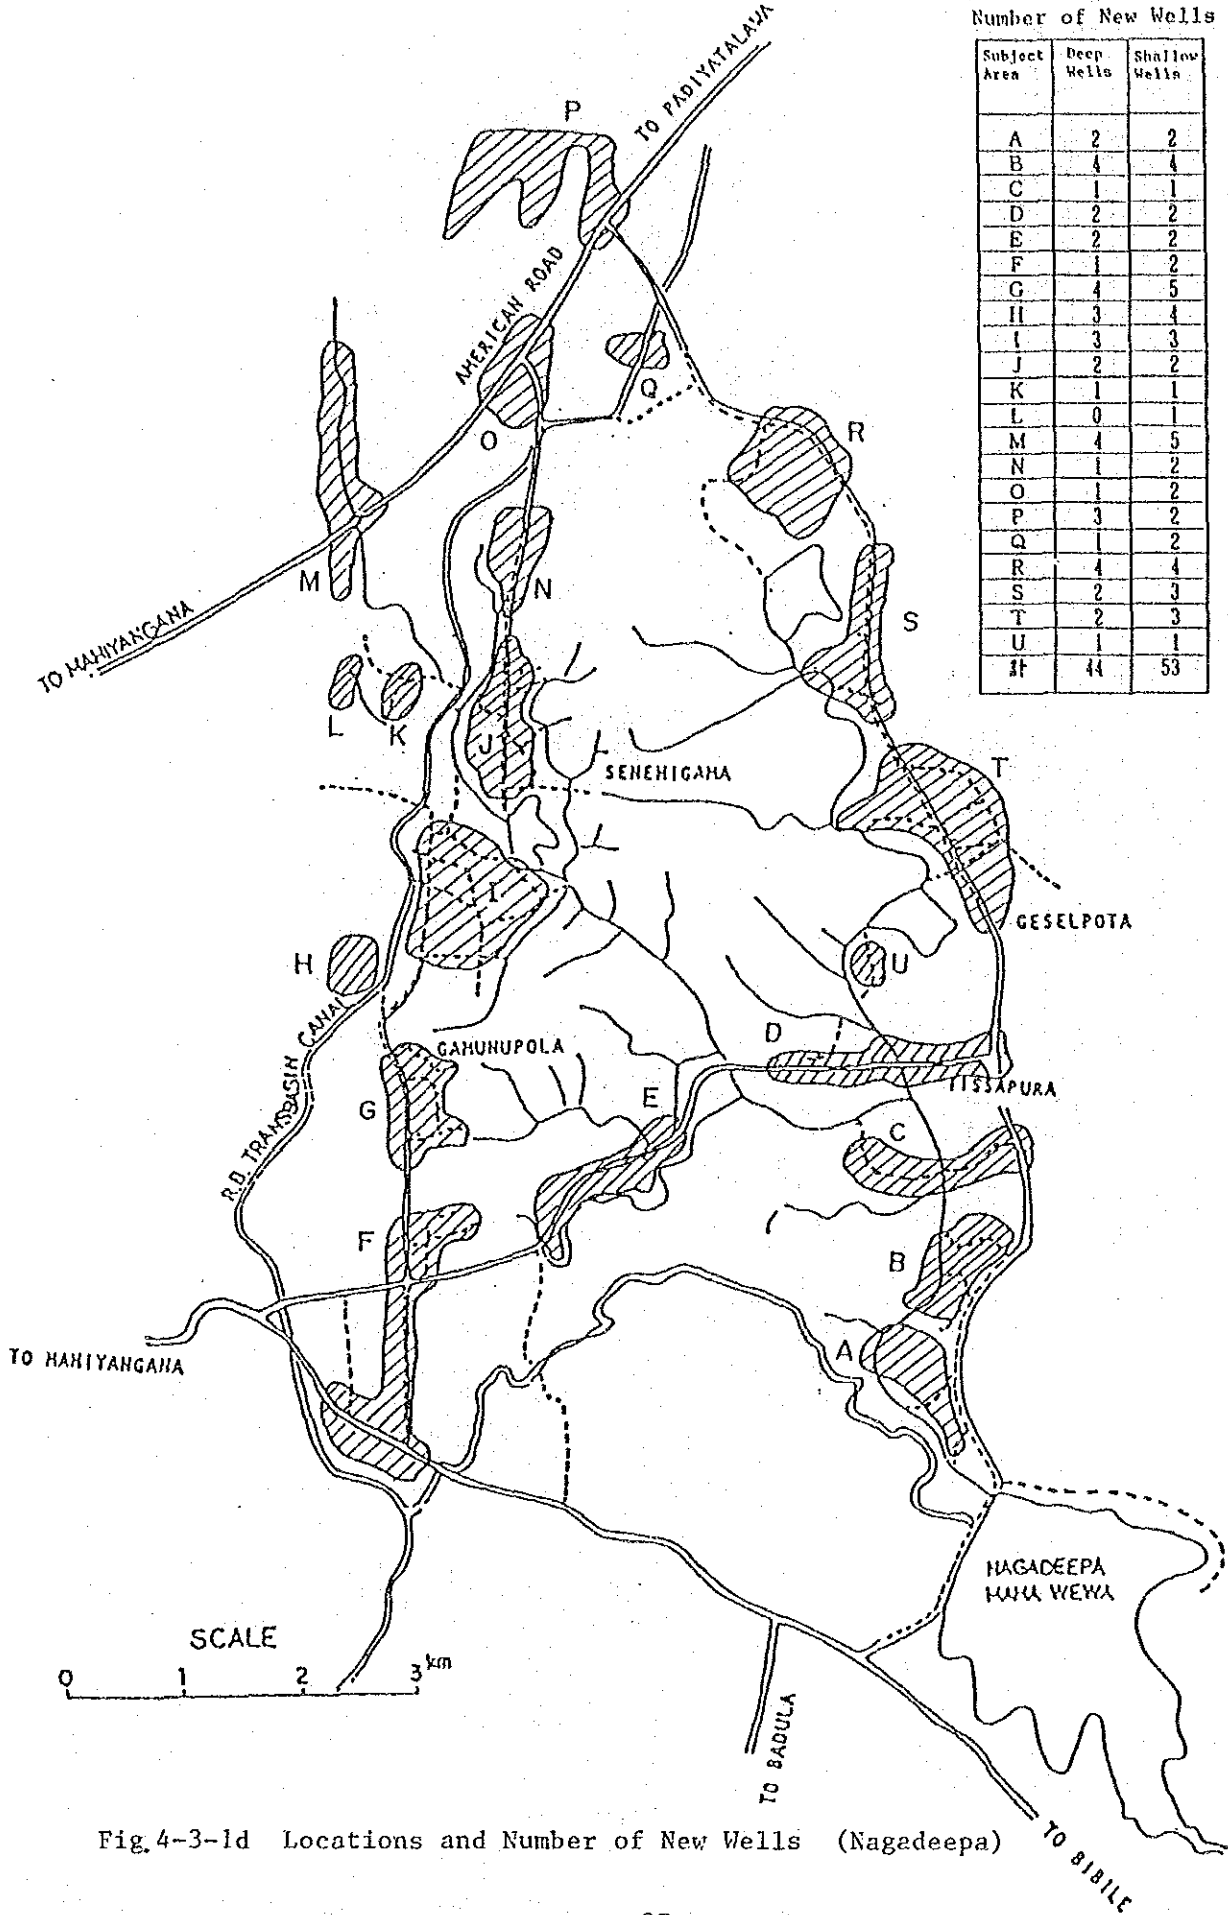 Number of New Wells
Subject Area Deep Wells Shallow Wells
A 2 2
B 4 4
C 1 1
D 2 2
E 2 2
F 1 2
G 4 5
H 3 4
I 3 3
J 2 2
K 1 1
L 0 1
M 4 5
N 1 2
O 1 2
P 3 2
Q 1 2
R 4 4
S 2 3
T 2 3
U 1 1
計 44 53
TO PADIYATALAWA
P
AMERICAN ROAD
Q
O
R
M
N
S
TO MAHIYANGANA
L
K
J
SENEHIGAMA
T
I
GESELPOTA
H
U
R.B. TRANSBASIN CANAL
D
GAMUNUPOLA
TISSAPURA
G
E
C
F
B
A
TO MAHIYANGANA
NAGADEEPA
MAHA WEWA
SCALE
0 1 2 3 km
TO BADULA
TO BIBILE
Fig.4-3-1d Locations and Number of New Wells (Nagadeepa)